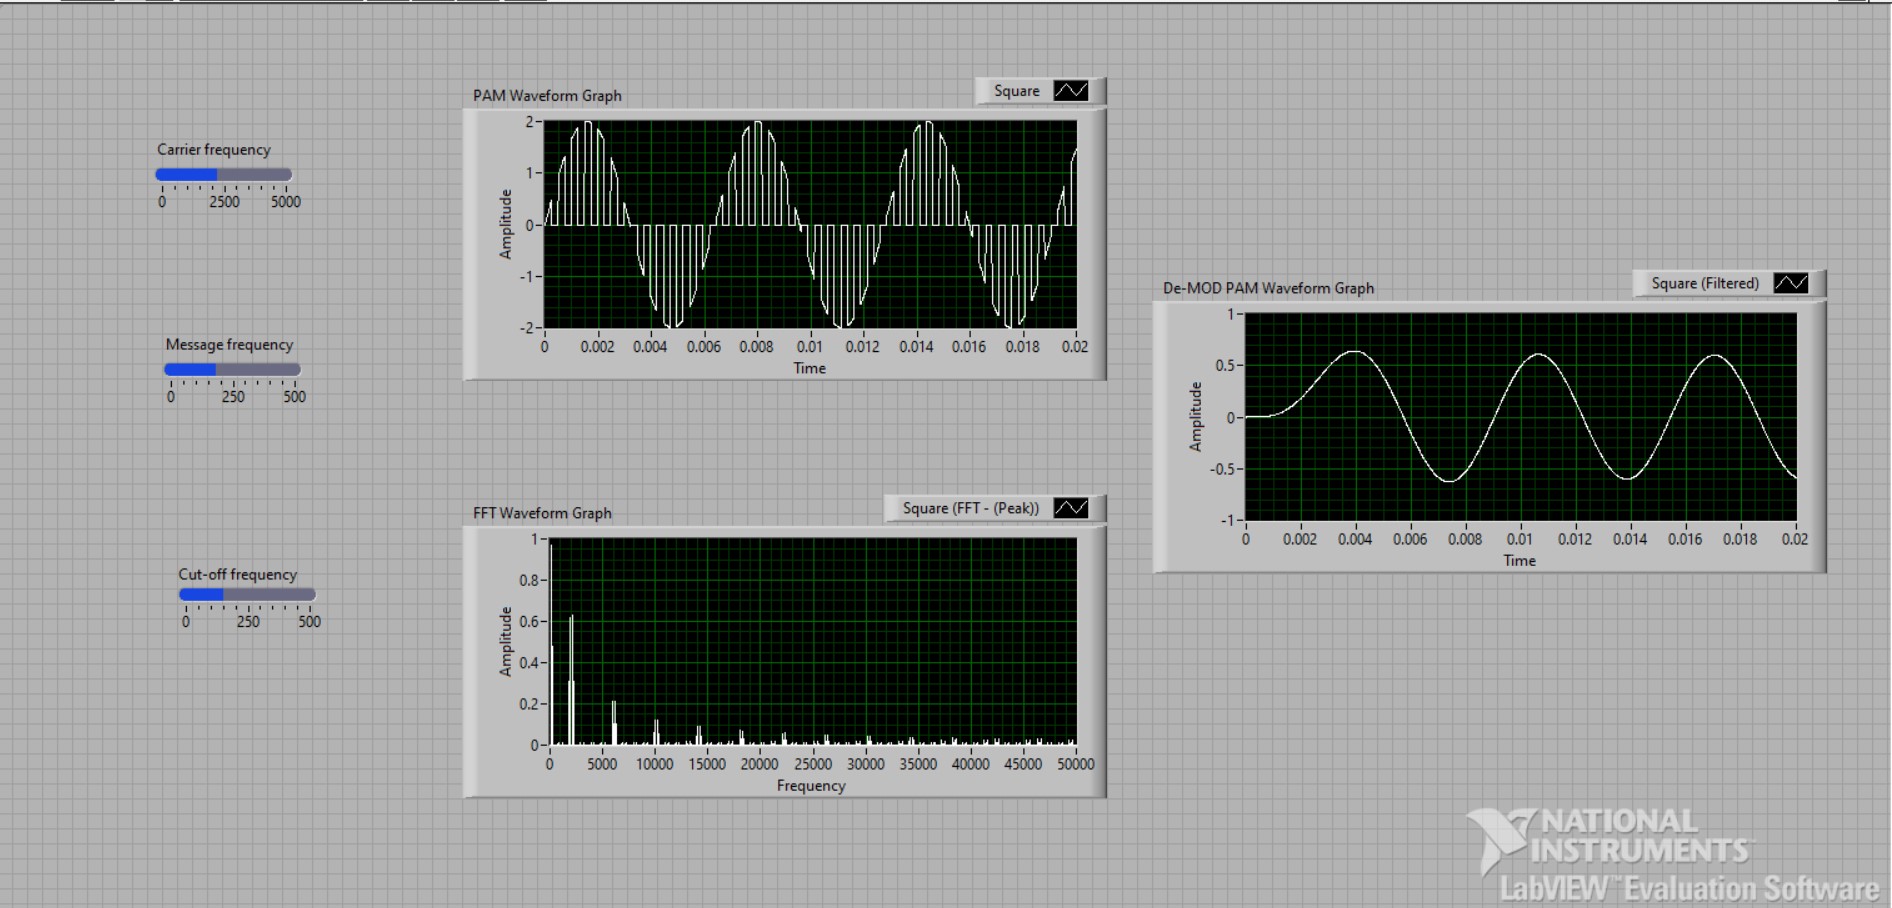 PAM Waveform Graph
Square
Carrier frequency
0 2500 5000
Message frequency
0 250 500
Cut-off frequency
0 250 500
Amplitude
2
1
0
-1
-2
0 0.002 0.004 0.006 0.008 0.01 0.012 0.014 0.016 0.018 0.02
Time
FFT Waveform Graph
Square (FFT - (Peak))
Amplitude
1
0.8
0.6
0.4
0.2
0
0 5000 10000 15000 20000 25000 30000 35000 40000 45000 50000
Frequency
De-MOD PAM Waveform Graph
Square (Filtered)
Amplitude
1
0.5
0
-0.5
-1
0 0.002 0.004 0.006 0.008 0.01 0.012 0.014 0.016 0.018 0.02
Time
NATIONAL
INSTRUMENTS™
LabVIEW™ Evaluation Software